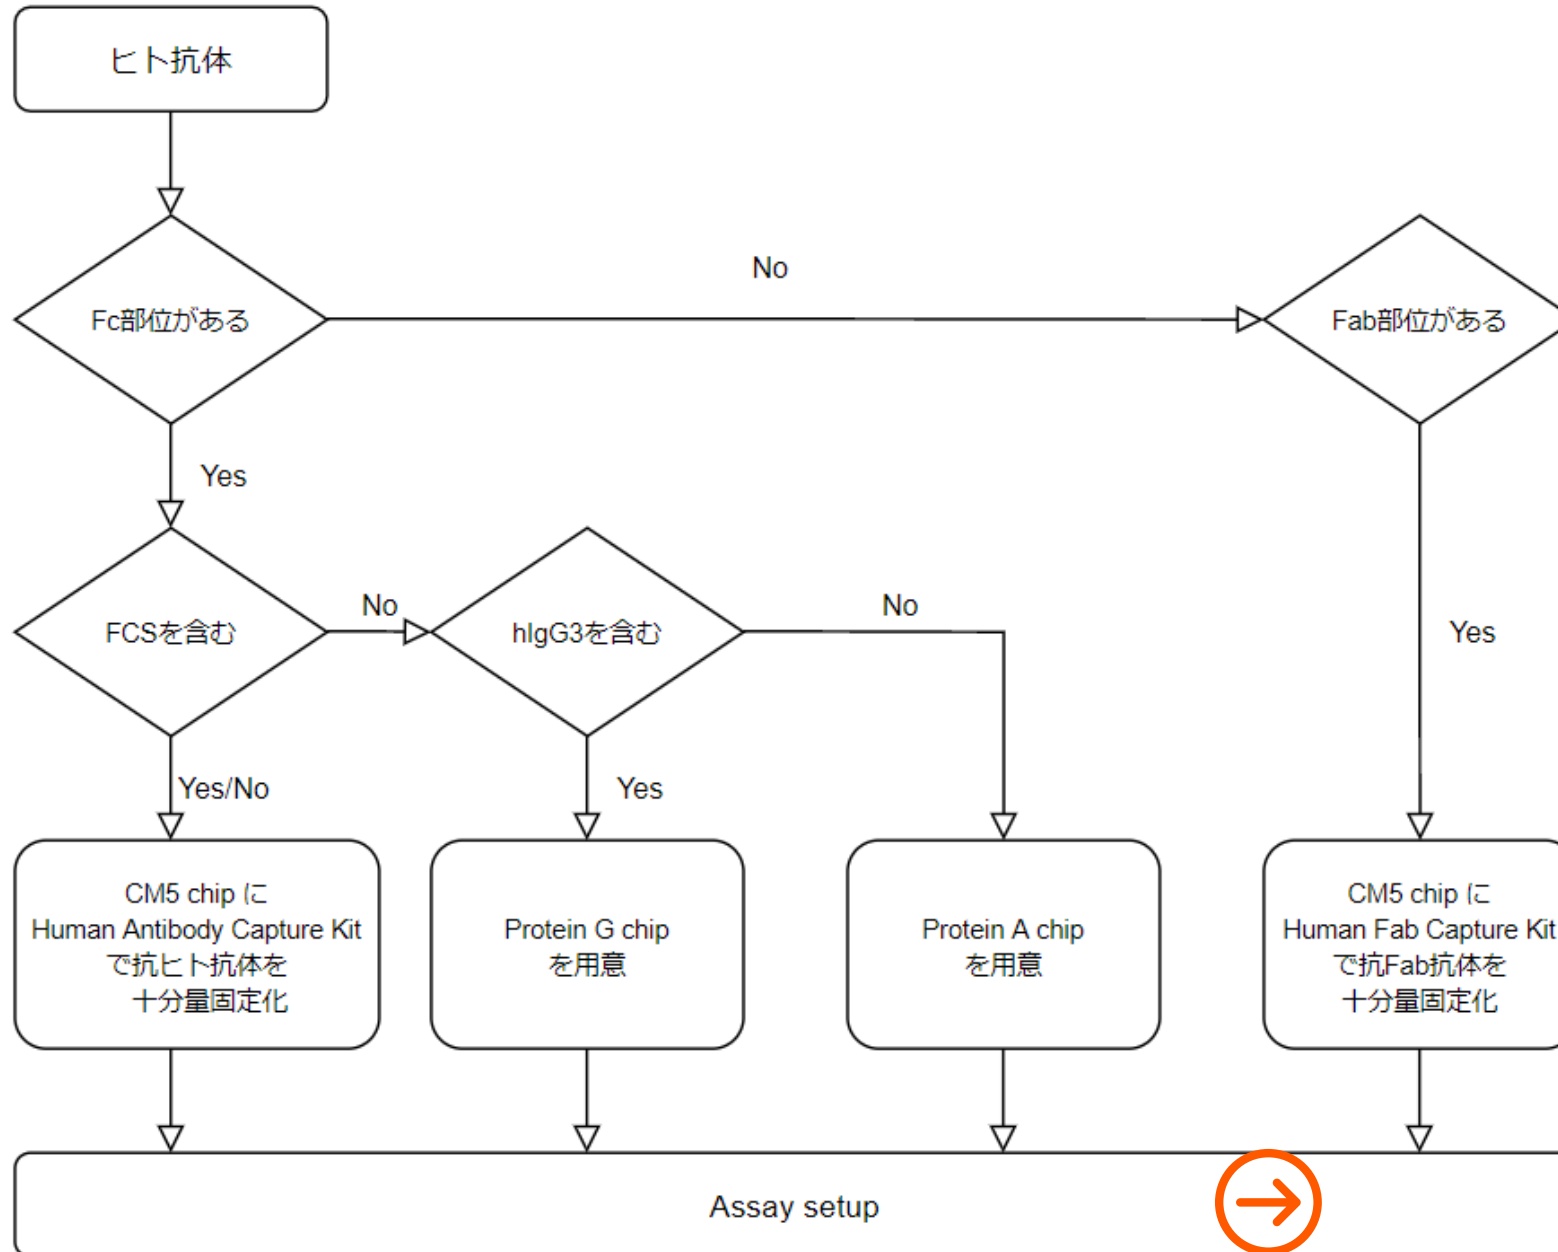 ヒト抗体
No
Fc部位がある
Fab部位がある
Yes
No
No
FCSを含む
hIgG3を含む
Yes
Yes/No
Yes
CM5 chip に
Human Antibody Capture Kit
で抗ヒト抗体を
十分量固定化
Protein G chip
を用意
Protein A chip
を用意
CM5 chip に
Human Fab Capture Kit
で抗Fab抗体を
十分量固定化
Assay setup